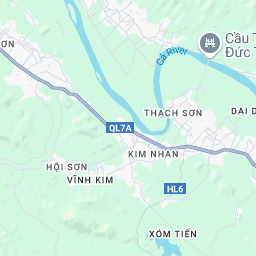 Cầu T
Đức T
Cả River
ƠN
THẠCH SƠN
DAI D
QL7A
KIM NHAN
HỘI SƠN
VĨNH KIM
HL6
XÓM TIẾN